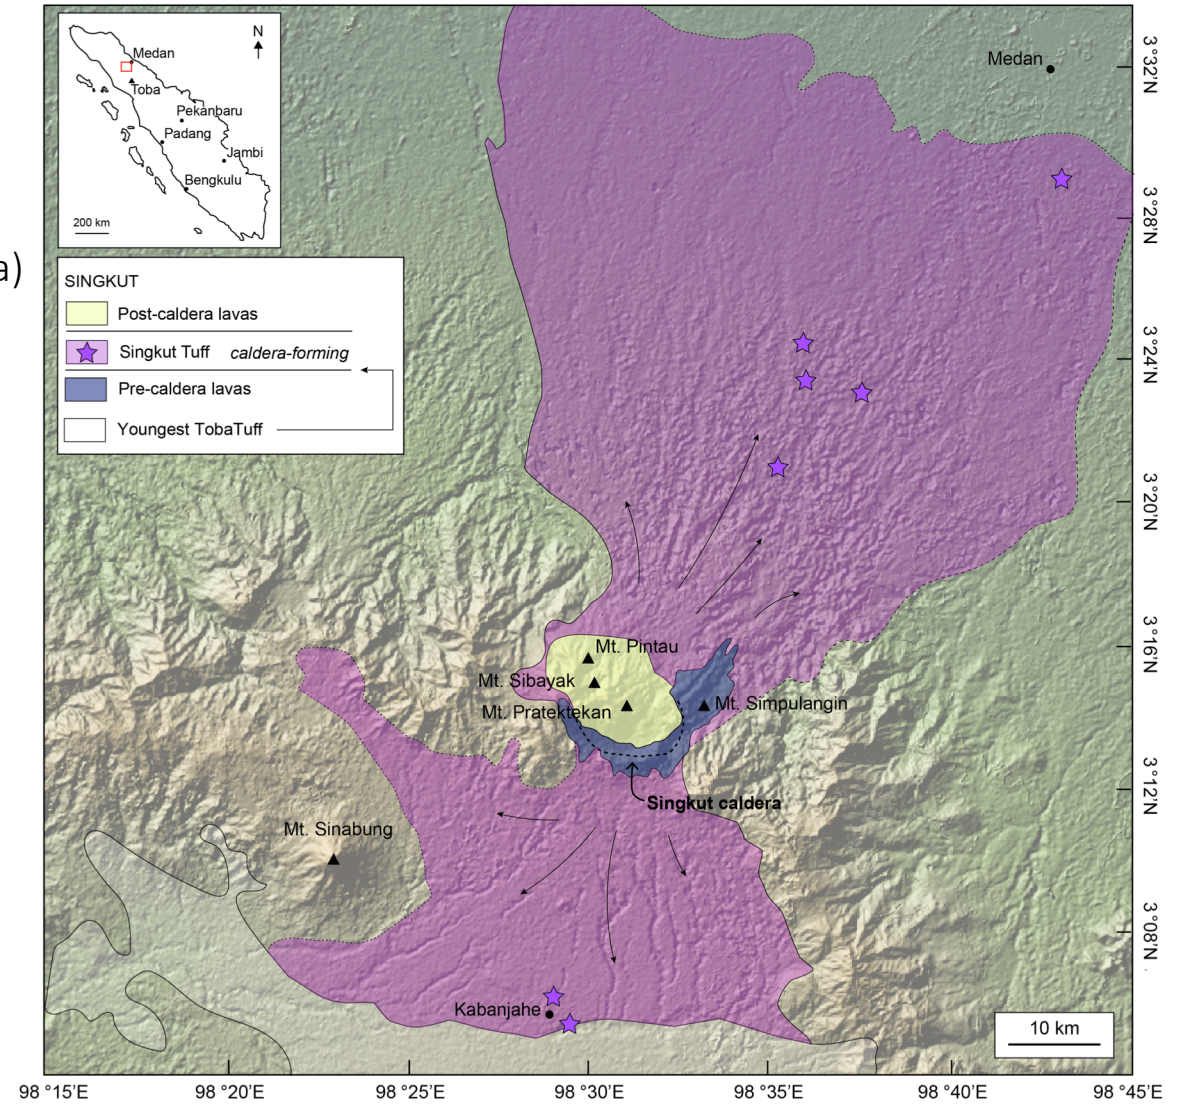 N
Medan
Toba
Pekanbaru
Padang
Jambi
Bengkulu
200 km
a)
SINGKUT
Post-caldera lavas
Singkut Tuff caldera-forming
Pre-caldera lavas
Youngest TobaTuff
Medan
Mt. Pintau
Mt. Sibayak
Mt. Pratektekan
Mt. Simpulangin
Singkut caldera
Mt. Sinabung
Kabanjahe
10 km
3°32'N
3°28'N
3°24'N
3°20'N
3°16'N
3°12'N
3°08'N
98 °15'E
98 °20'E
98 °25'E
98 °30'E
98 °35'E
98 °40'E
98 °45'E